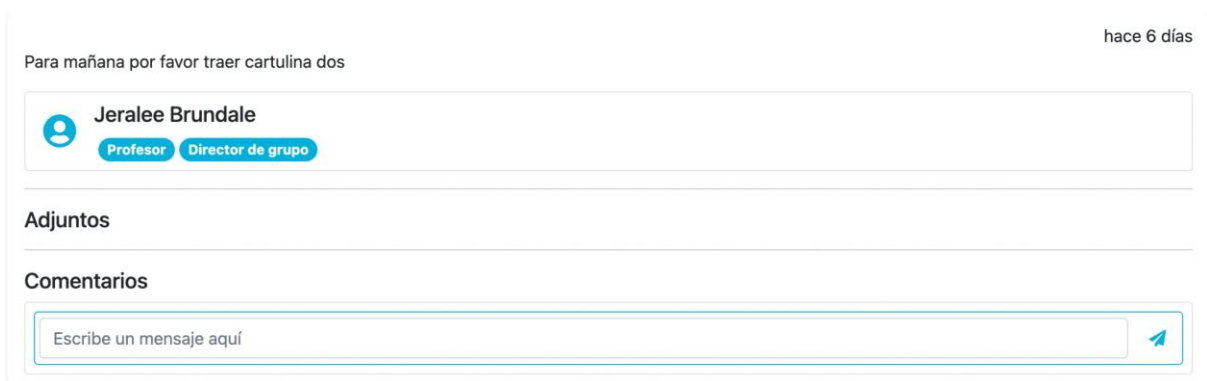 hace 6 días
Para mañana por favor traer cartulina dos
Jeralee Brundale
Profesor Director de grupo
Adjuntos
Comentarios
Escribe un mensaje aquí